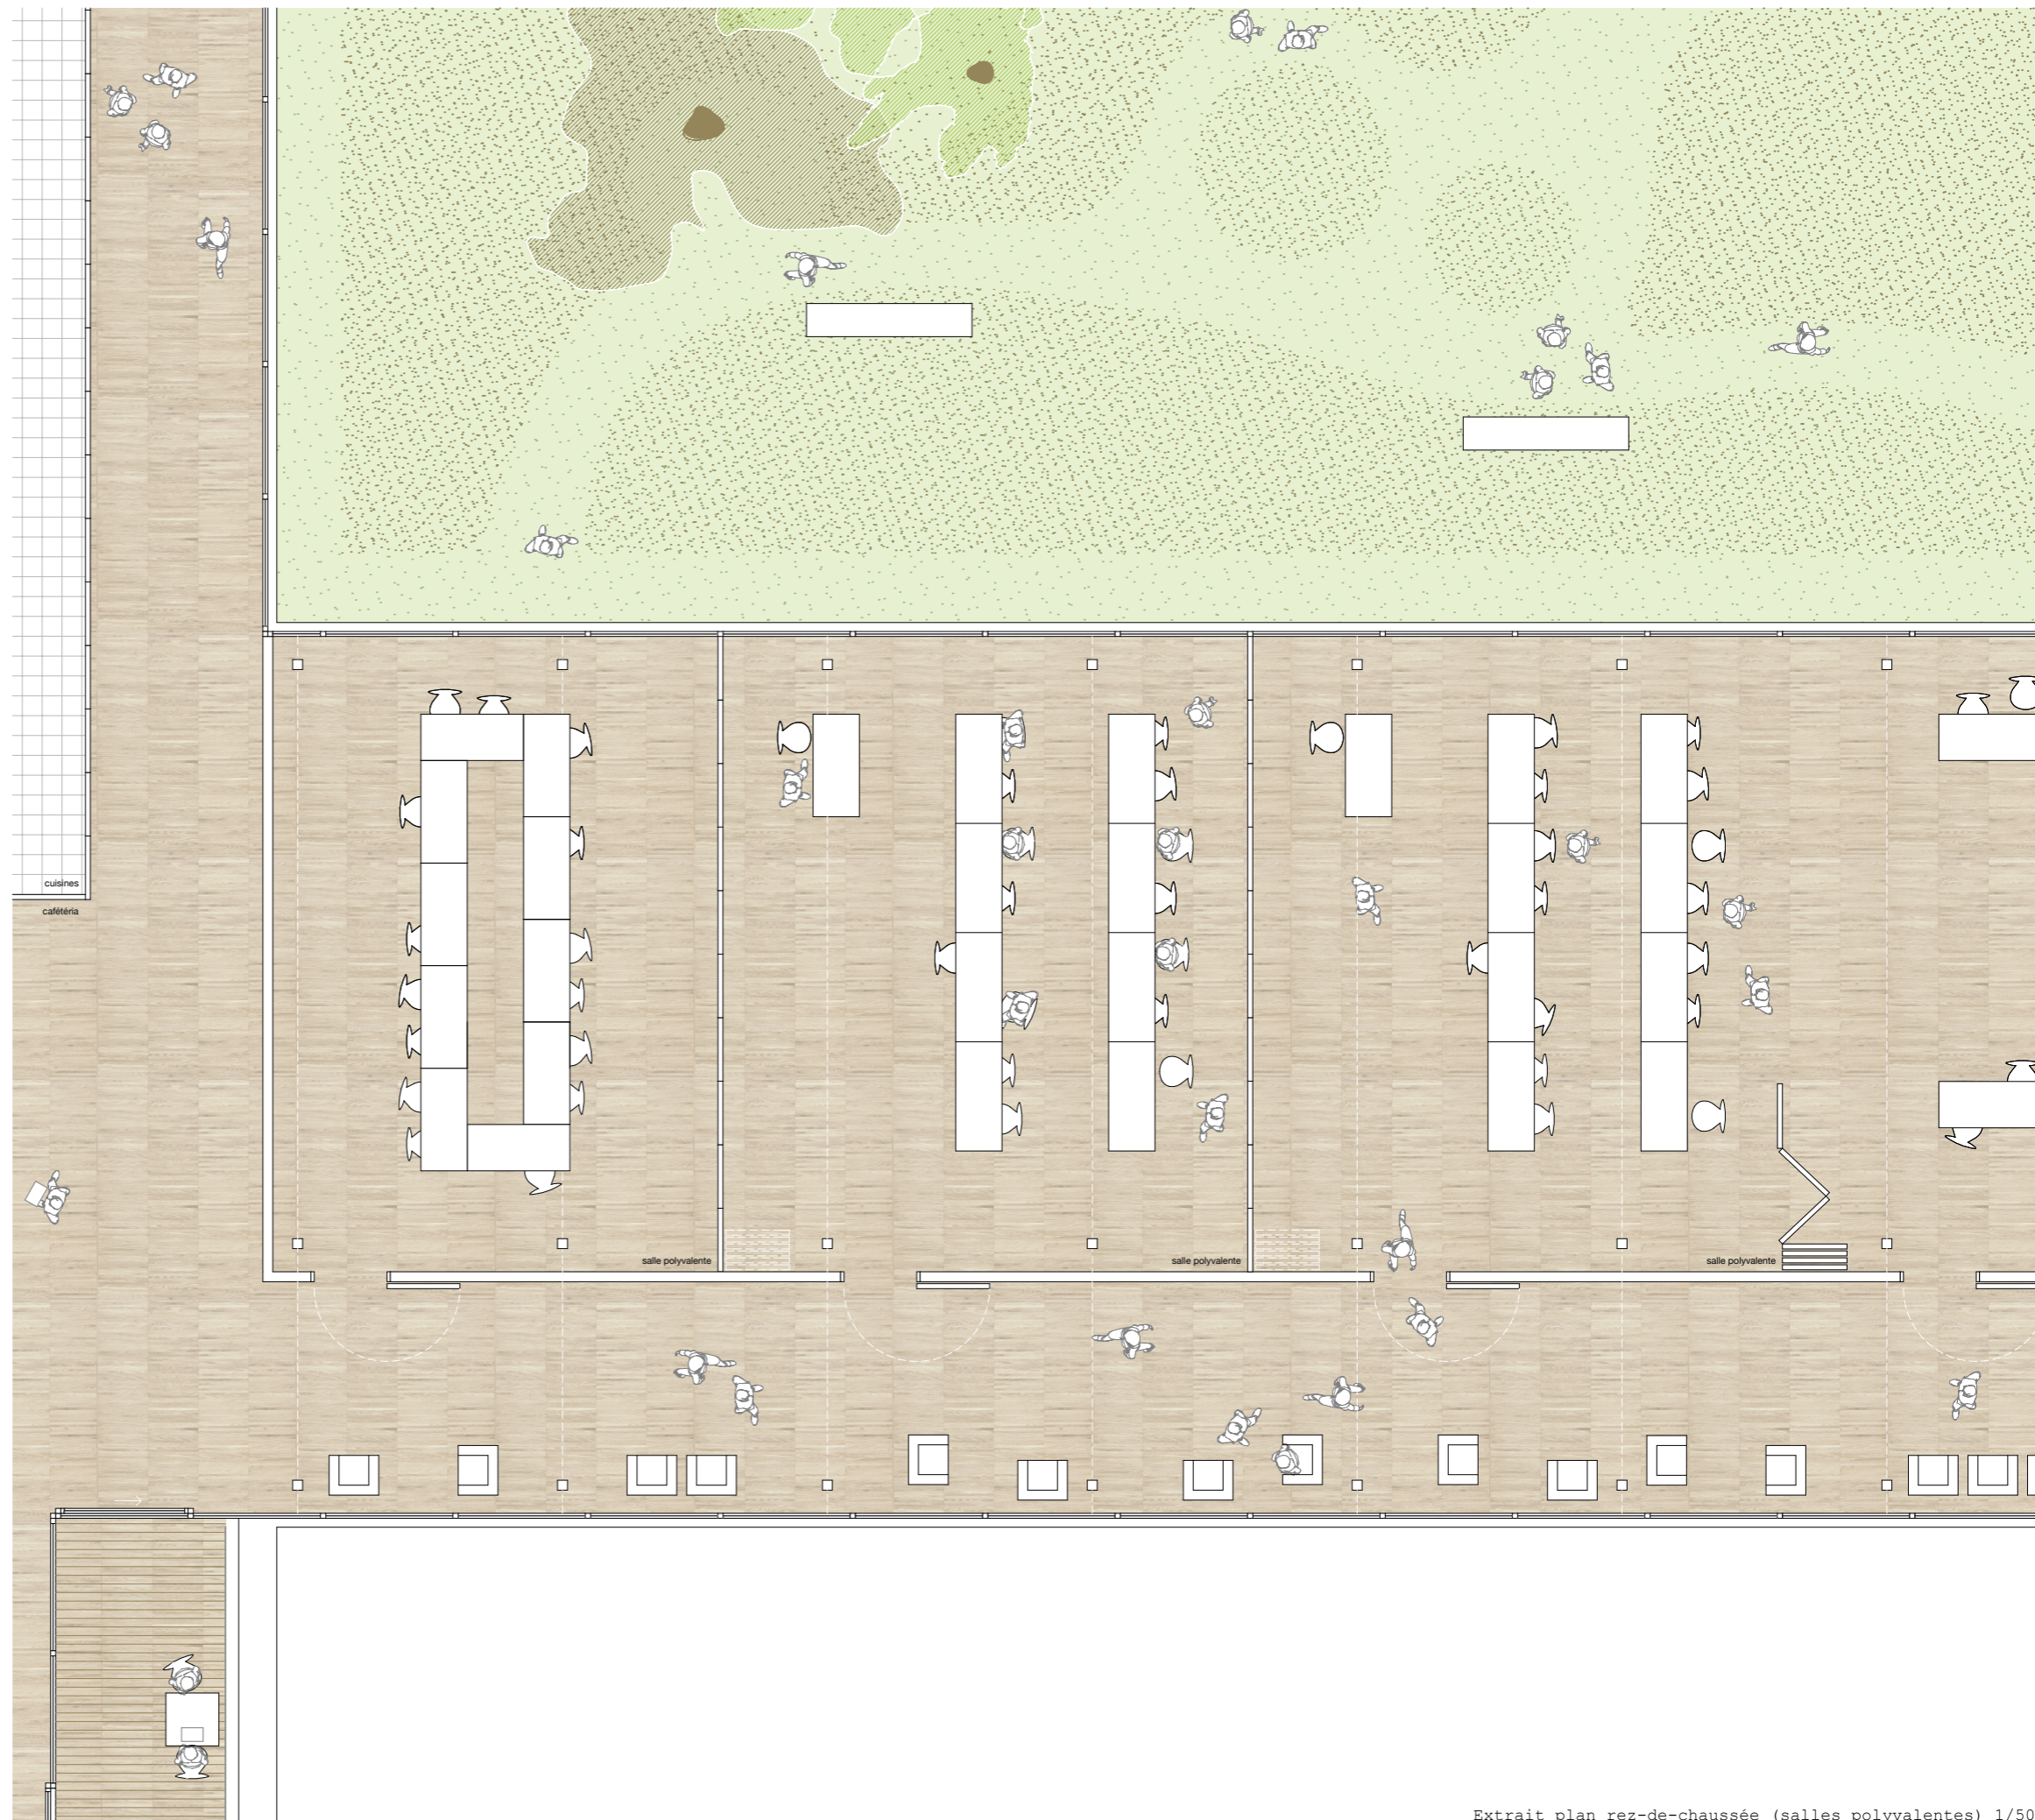 cuisines
cafétéria
salle polyvalente
salle polyvalente
salle polyvalente
Extrait plan rez-de-chaussée (salles polyvalentes) 1/50